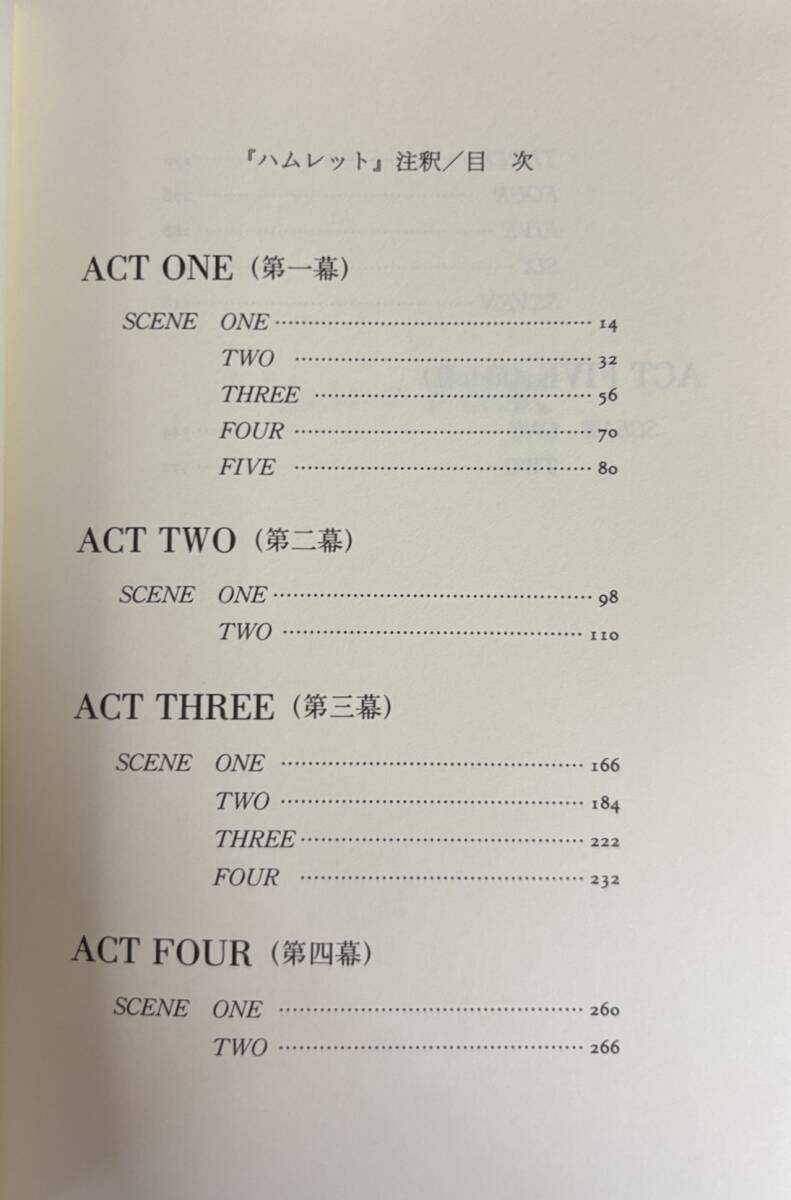 『ハムレット』注釈／目　次
ACT ONE（第一幕）
SCENE ONE 14
TWO 32
THREE 56
FOUR 70
FIVE 80
ACT TWO（第二幕）
SCENE ONE 98
TWO 110
ACT THREE（第三幕）
SCENE ONE 166
TWO 184
THREE 222
FOUR 232
ACT FOUR（第四幕）
SCENE ONE 260
TWO 266